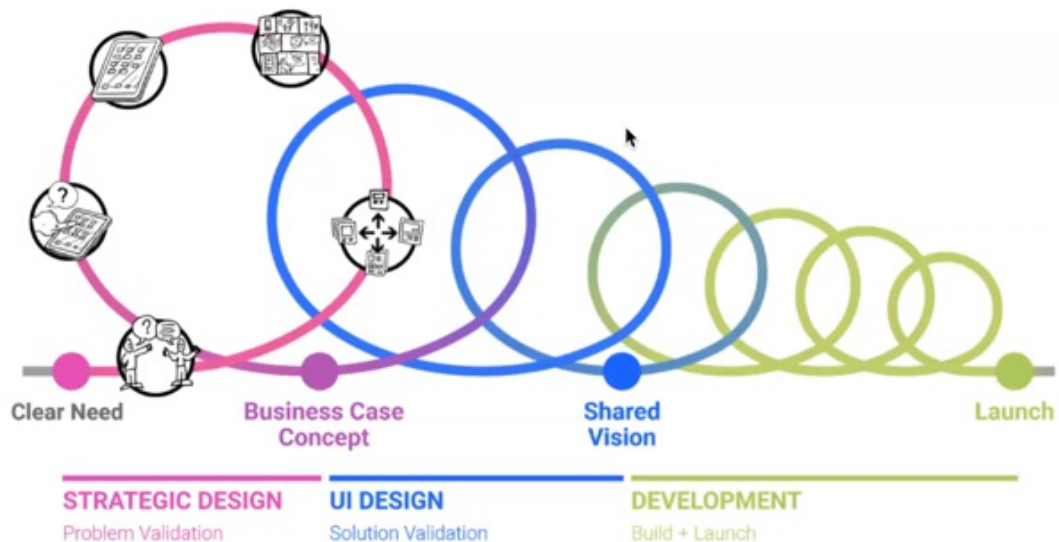 ?
?
Clear Need
Business Case
Concept
Shared
Vision
Launch
STRATEGIC DESIGN
Problem Validation
UI DESIGN
Solution Validation
DEVELOPMENT
Build + Launch